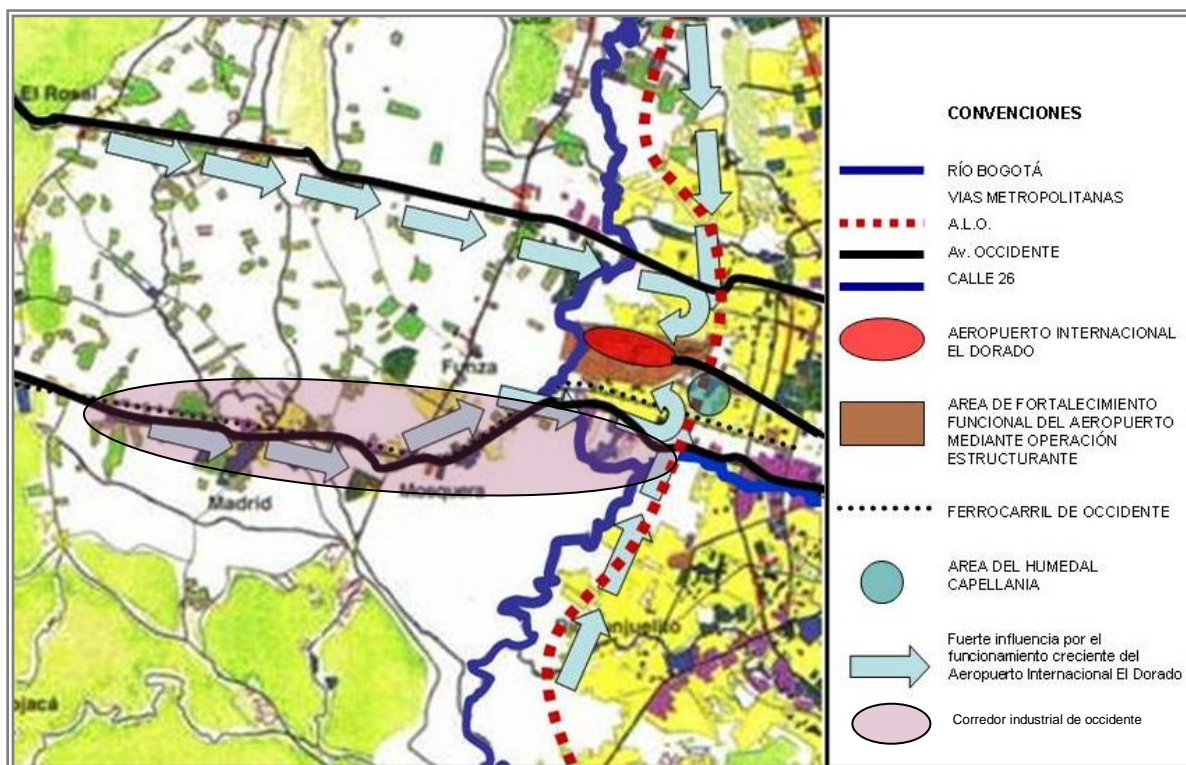 El Rosal
Funza
Madrid
Mosquera
CONVENCIONES
RÍO BOGOTÁ
VIAS METROPOLITANAS
A.L.O.
Av. OCCIDENTE
CALLE 26
AEROPUERTO INTERNACIONAL
EL DORADO
AREA DE FORTALECIMIENTO
FUNCIONAL DEL AEROPUERTO
MEDIANTE OPERACIÓN
ESTRUCTURANTE
FERROCARRIL DE OCCIDENTE
AREA DEL HUMEDAL
CAPELLANIA
Fuerte influencia por el
funcionamiento creciente del
Aeropuerto Internacional El Dorado
Corredor industrial de occidente